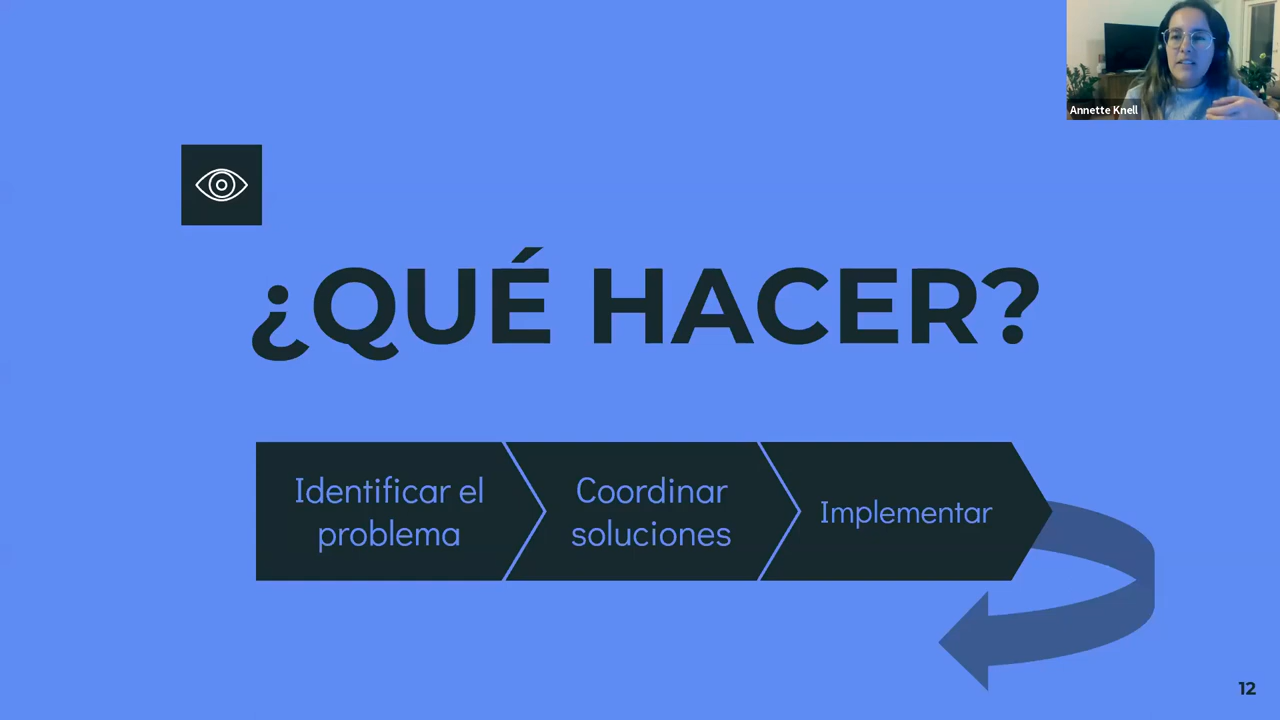 Annette Knell
¿QUÉ HACER?
Identificar el
problema
Coordinar
soluciones
Implementar
12